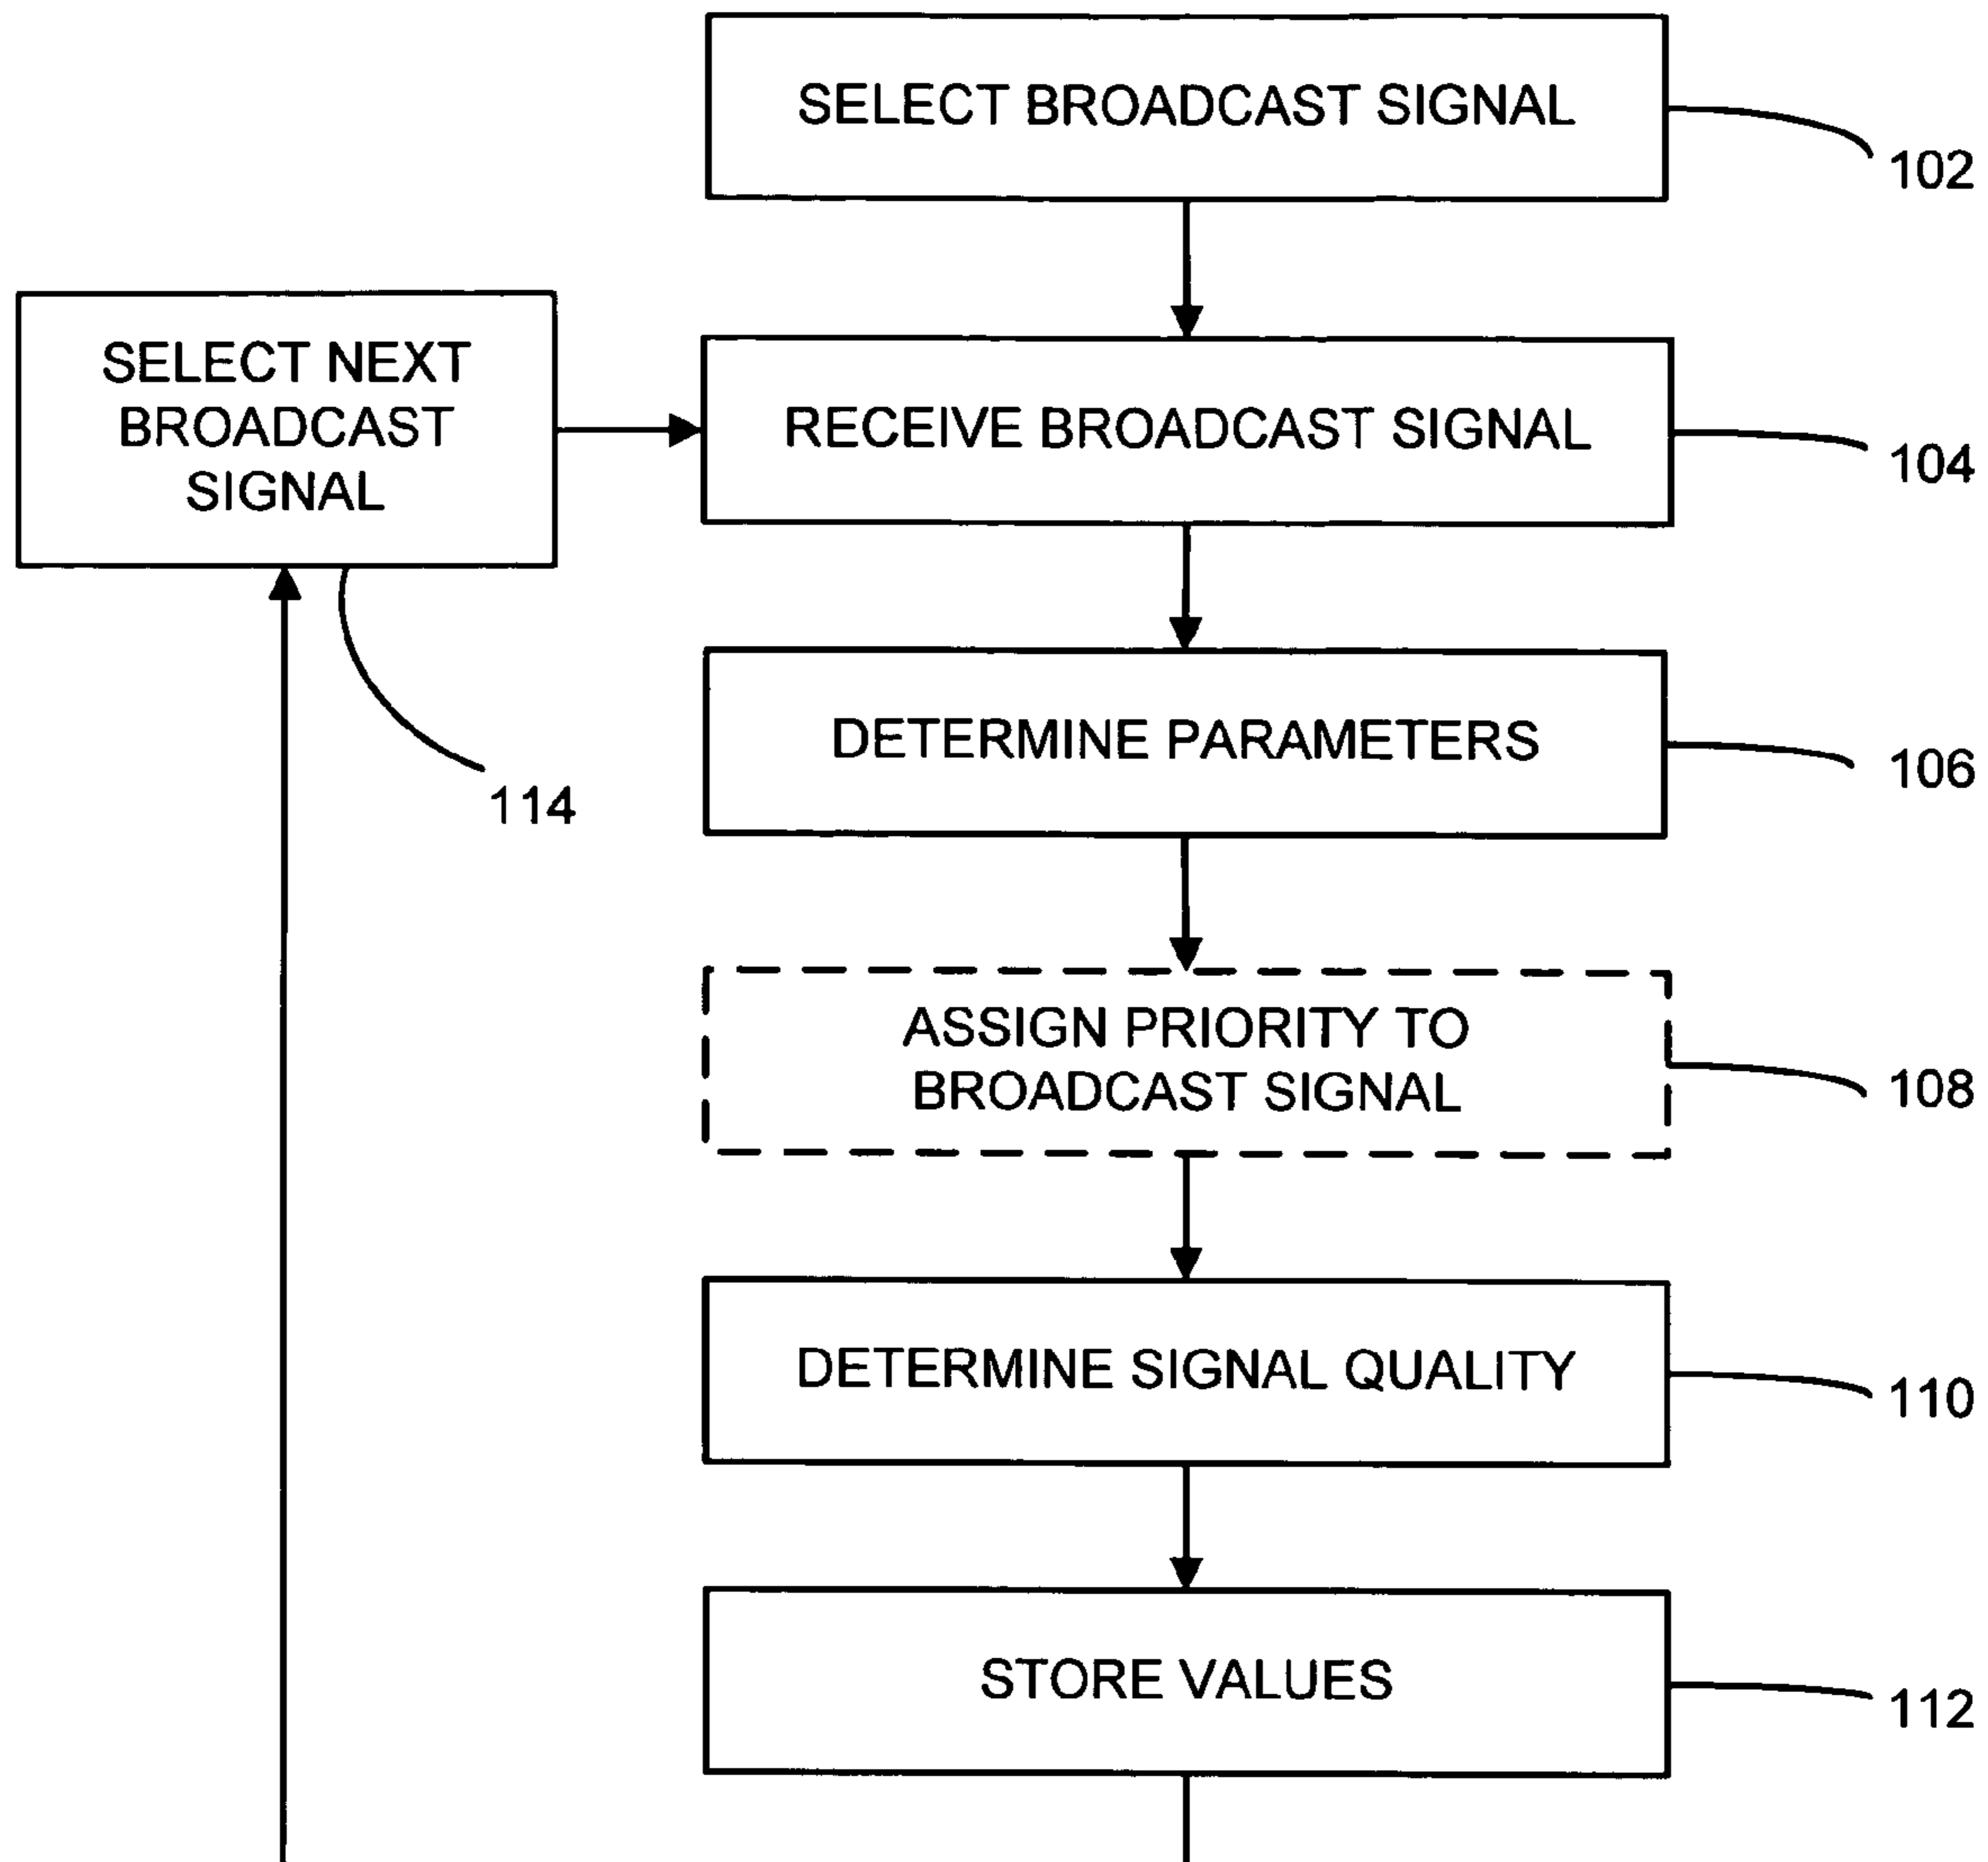 SELECT BROADCAST SIGNAL
102
SELECT NEXT
BROADCAST
SIGNAL
114
RECEIVE BROADCAST SIGNAL
104
DETERMINE PARAMETERS
106
ASSIGN PRIORITY TO
BROADCAST SIGNAL
108
DETERMINE SIGNAL QUALITY
110
STORE VALUES
112